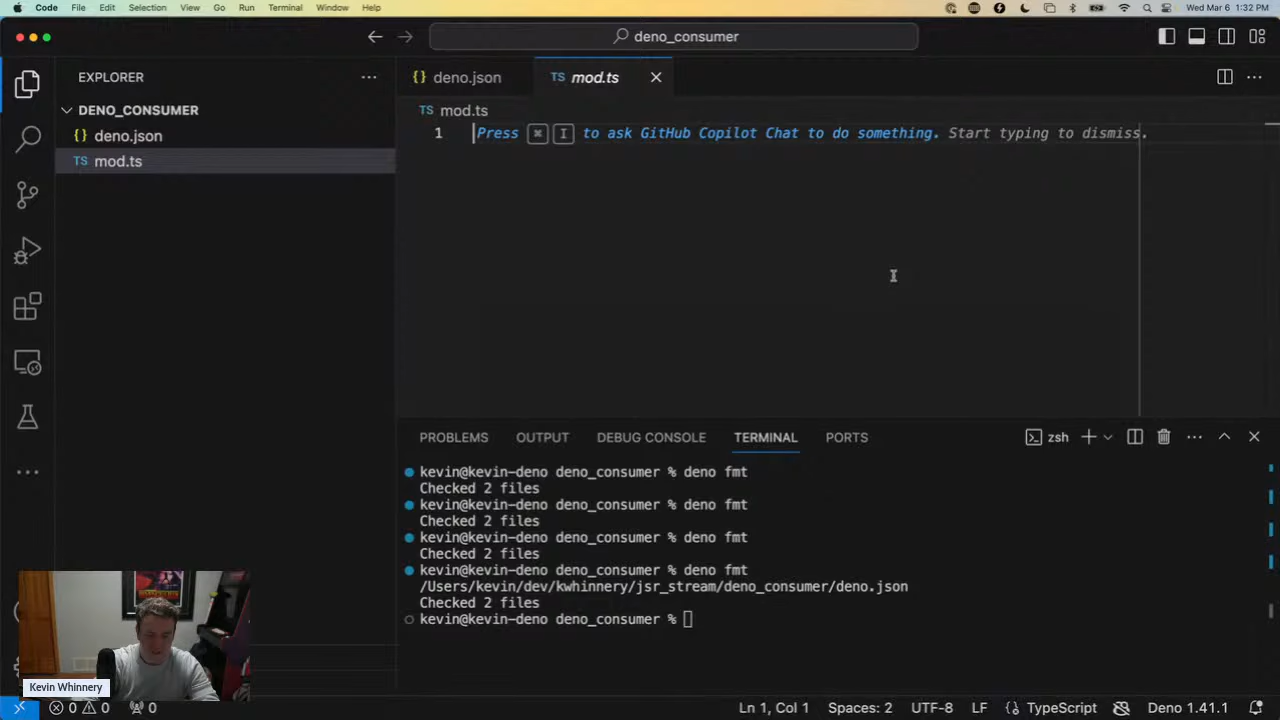 Code File Edit Selection View Go Run Terminal Window Help Wed Mar 6 1:32 PM
deno_consumer
EXPLORER
DENO_CONSUMER
{} deno.json
TS mod.ts
{} deno.json
TS mod.ts
TS mod.ts
1 Press ⌘ I to ask GitHub Copilot Chat to do something. Start typing to dismiss.
PROBLEMS OUTPUT DEBUG CONSOLE TERMINAL PORTS zsh
kevin@kevin-deno deno_consumer % deno fmt
Checked 2 files
kevin@kevin-deno deno_consumer % deno fmt
Checked 2 files
kevin@kevin-deno deno_consumer % deno fmt
Checked 2 files
kevin@kevin-deno deno_consumer % deno fmt
/Users/kevin/dev/kwhinnery/jsr_stream/deno_consumer/deno.json
Checked 2 files
kevin@kevin-deno deno_consumer %
Kevin Whinnery
0 0 0 Ln 1, Col 1 Spaces: 2 UTF-8 LF {} TypeScript Deno 1.41.1